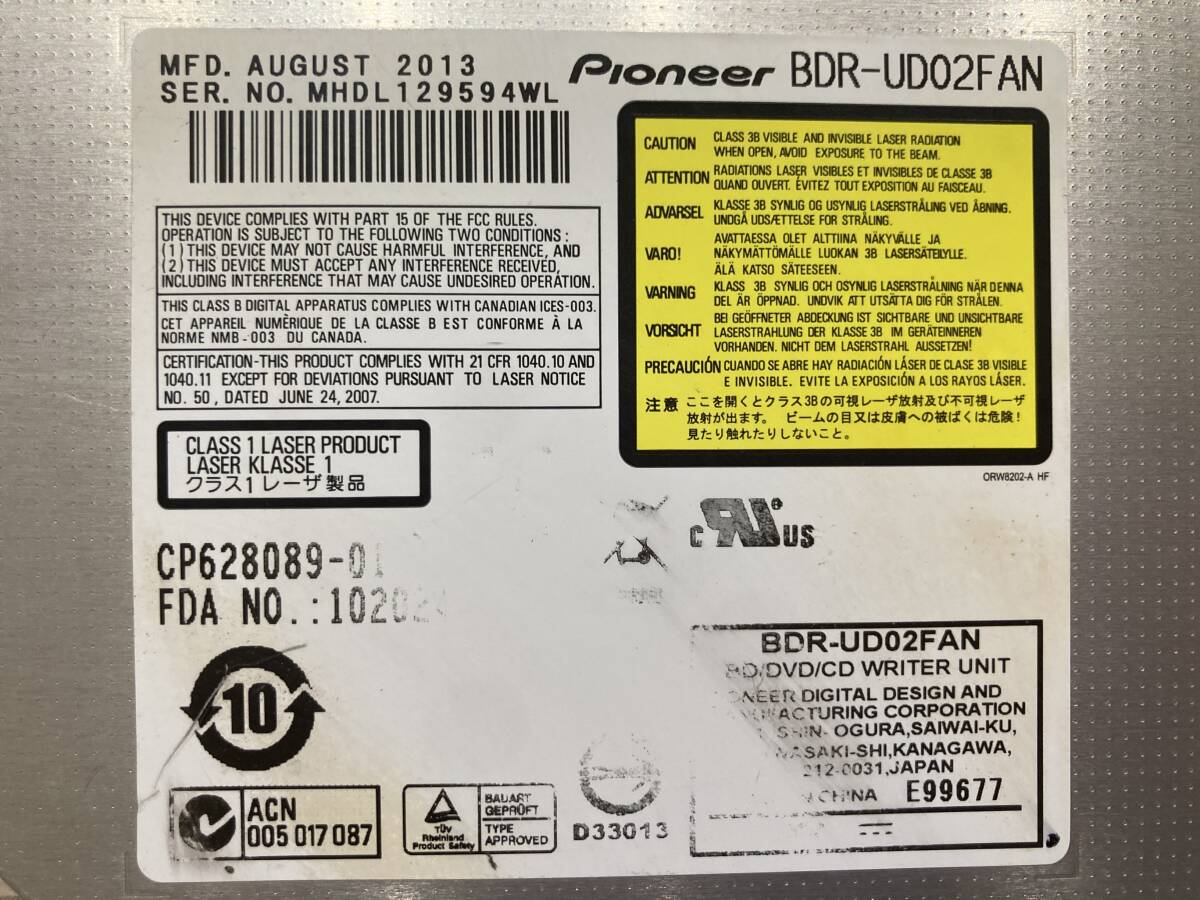 MFD. AUGUST 2013
SER. NO. MHDL129594WL
Pioneer BDR-UD02FAN
CAUTION CLASS 3B VISIBLE AND INVISIBLE LASER RADIATION
WHEN OPEN, AVOID EXPOSURE TO THE BEAM.
ATTENTION RADIATIONS LASER VISIBLES ET INVISIBLES DE CLASSE 3B
QUAND OUVERT. ÉVITEZ TOUT EXPOSITION AU FAISCEAU.
ADVARSEL KLASSE 3B SYNLIG OG USYNLIG LASERSTRÅLING VED ÅBNING.
UNDGÅ UDSÆTTELSE FOR STRÅLING.
VARO! AVATTAESSA OLET ALTTIINA NÄKYVÄLLE JA
NÄKYMÄTTÖMÄLLE LUOKAN 3B LASERSÄTEILYLLE.
ÄLÄ KATSO SÄTEESEEN.
VARNING KLASS 3B SYNLIG OCH OSYNLIG LASERSTRÅLNING NÄR DENNA
DEL ÄR ÖPPNAD. UNDVIK ATT UTSÄTTA DIG FÖR STRÅLEN.
VORSICHT BEI GEÖFFNETER ABDECKUNG IST SICHTBARE UND UNSICHTBARE
LASERSTRAHLUNG DER KLASSE 3B IM GERÄTEINNEREN
VORHANDEN. NICHT DEM LASERSTRAHL AUSSETZEN!
PRECAUCIÓN CUANDO SE ABRE HAY RADIACIÓN LÁSER DE CLASE 3B VISIBLE
E INVISIBLE. EVITE LA EXPOSICIÓN A LOS RAYOS LÁSER.
注意 ここを開くとクラス3Bの可視レーザ放射及び不可視レーザ
放射が出ます。 ビームの目又は皮膚への被ばくは危険!
見たり触れたりしないこと。
ORW8202-A HF
THIS DEVICE COMPLIES WITH PART 15 OF THE FCC RULES.
OPERATION IS SUBJECT TO THE FOLLOWING TWO CONDITIONS :
(1) THIS DEVICE MAY NOT CAUSE HARMFUL INTERFERENCE, AND
(2) THIS DEVICE MUST ACCEPT ANY INTERFERENCE RECEIVED,
INCLUDING INTERFERENCE THAT MAY CAUSE UNDESIRED OPERATION.
THIS CLASS B DIGITAL APPARATUS COMPLIES WITH CANADIAN ICES-003.
CET APPAREIL NUMÈRIQUE DE LA CLASSE B EST CONFORME À LA
NORME NMB-003 DU CANADA.
CERTIFICATION-THIS PRODUCT COMPLIES WITH 21 CFR 1040.10 AND
1040.11 EXCEPT FOR DEVIATIONS PURSUANT TO LASER NOTICE
NO. 50 , DATED JUNE 24, 2007.
CLASS 1 LASER PRODUCT
LASER KLASSE 1
クラス1レーザ製品
CP628089-01
FDA NO.:
C US
10
ACN
005 017 087
TÜV
Rheinland
Product Safety
BAUART
GEPRÜFT
TYPE
APPROVED
D33013
BDR-UD02FAN
/DVD/CD WRITER UNIT
DIGITAL DESIGN AND
CORPORATION
OGURA,SAIWAI-KU,
KANAGAWA,
212-0031,JAPAN
CHINA E99677